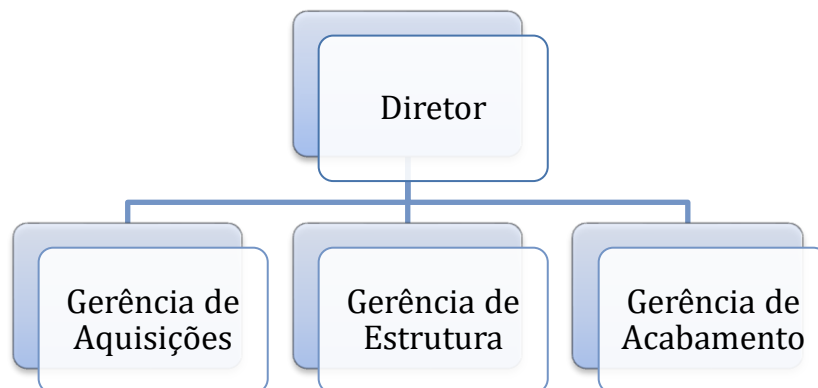 Diretor
Gerência de
Aquisições
Gerência de
Estrutura
Gerência de
Acabamento